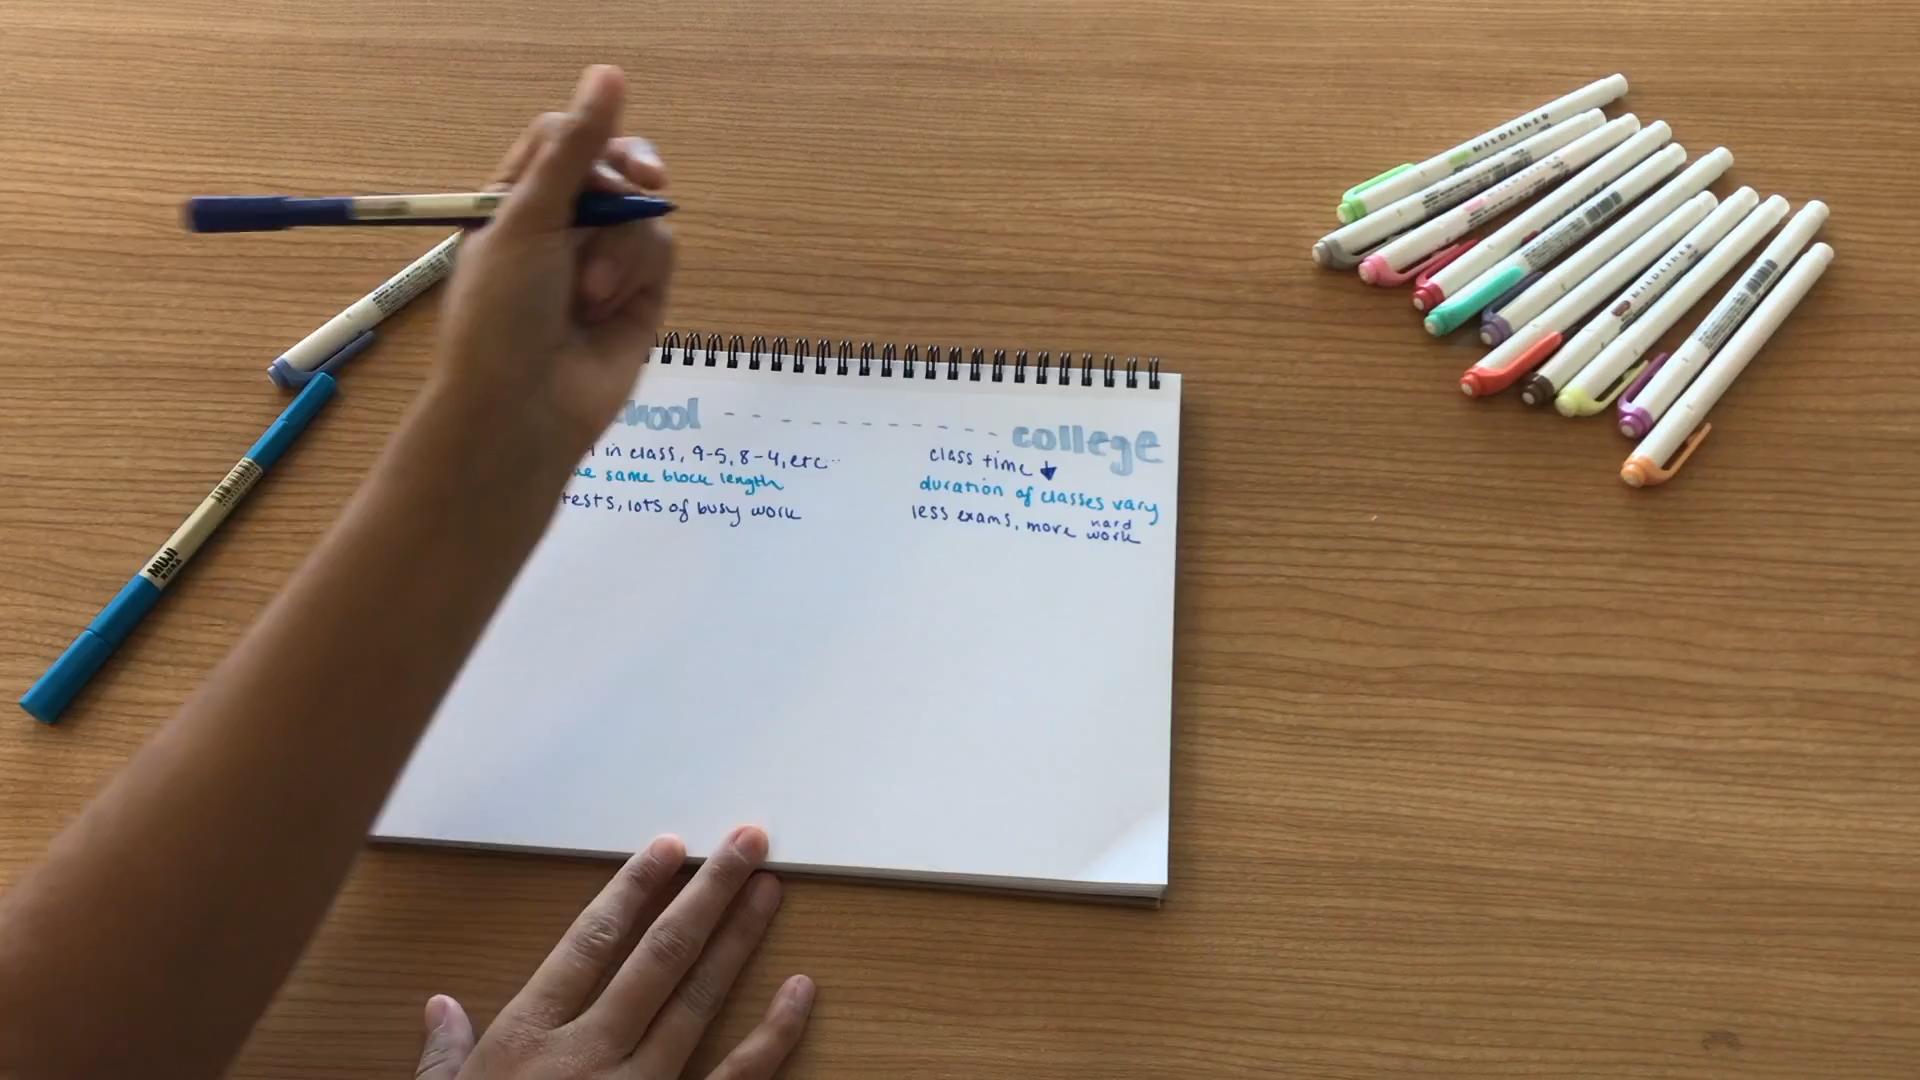 college
in class, 9-5, 8-4, etc..
same block length
tests, lots of busy work
class time ↓
duration of classes vary
less exams, more hard work
MUJI
MILDLINER
MILDLINER